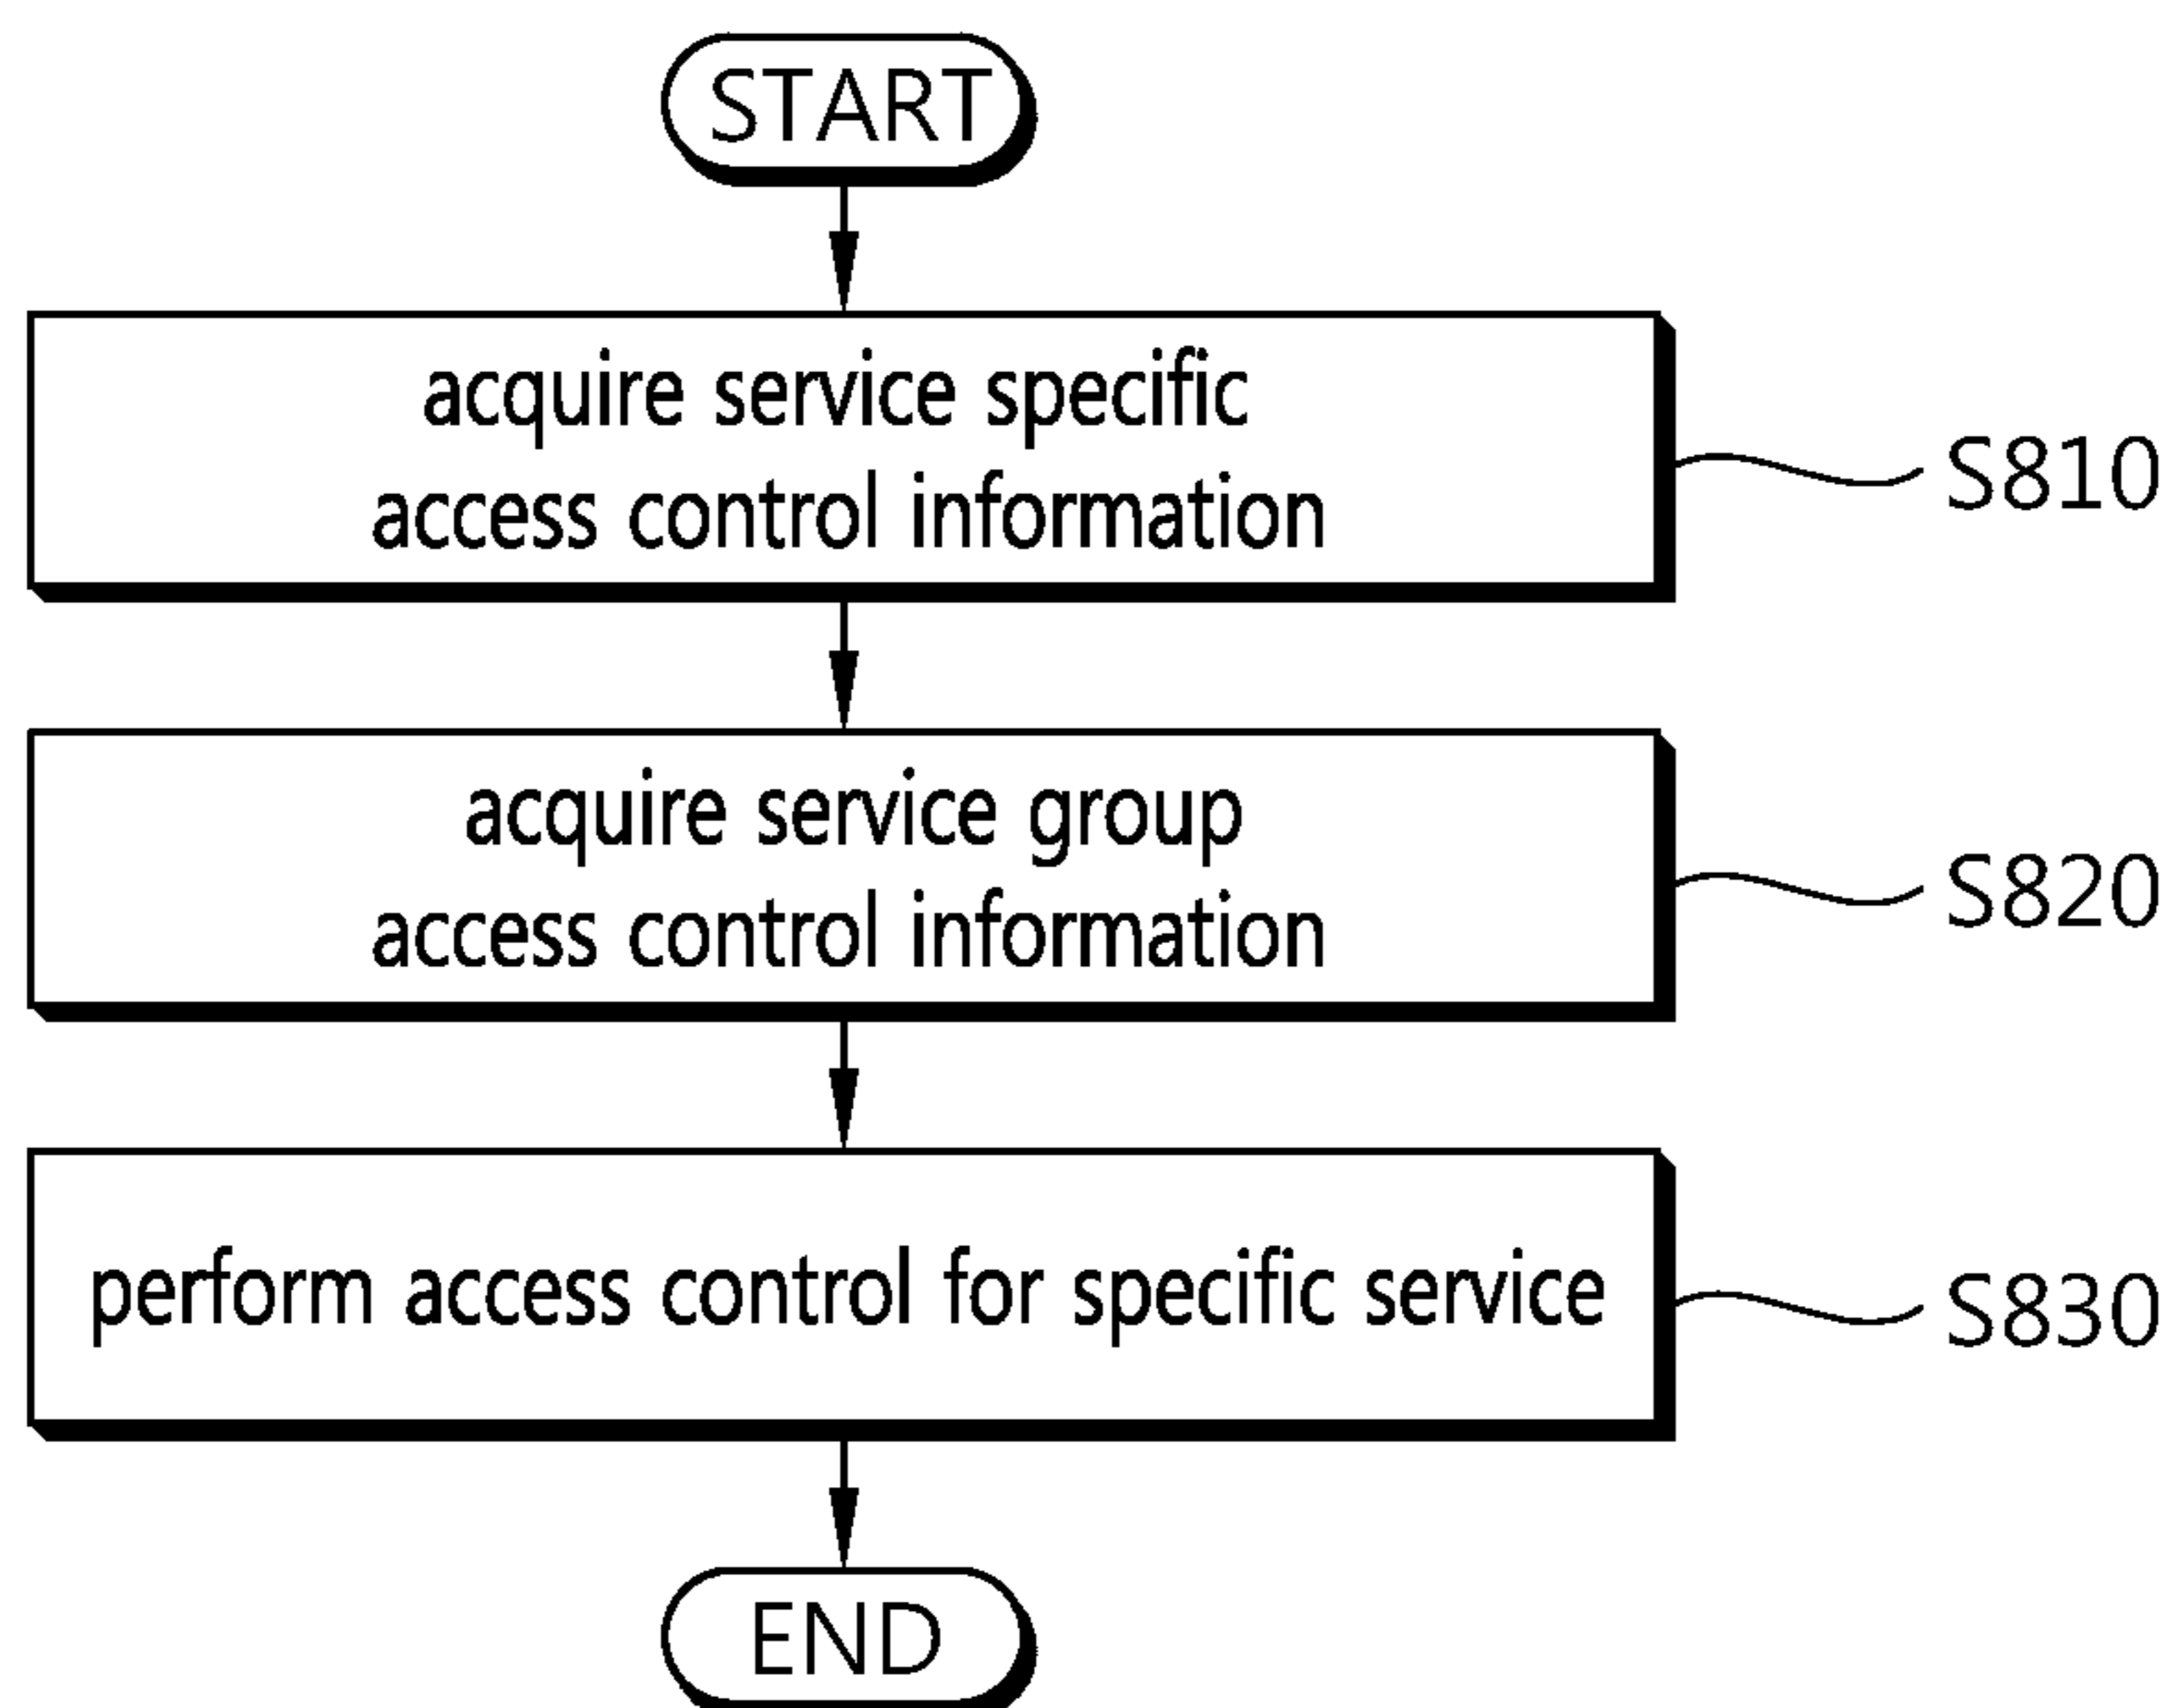 START
acquire service specific
access control information
S810
acquire service group
access control information
S820
perform access control for specific service
S830
END